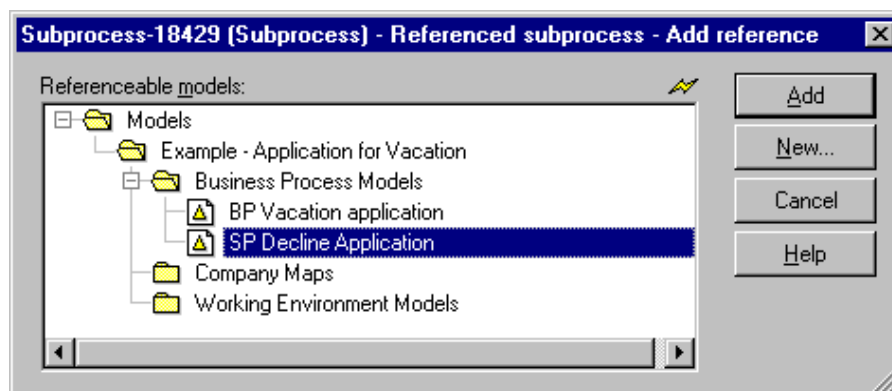 Subprocess-18429 (Subprocess) - Referenced subprocess - Add reference
Referenceable models:
Models
Example - Application for Vacation
Business Process Models
BP Vacation application
SP Decline Application
Company Maps
Working Environment Models
Add
New...
Cancel
Help